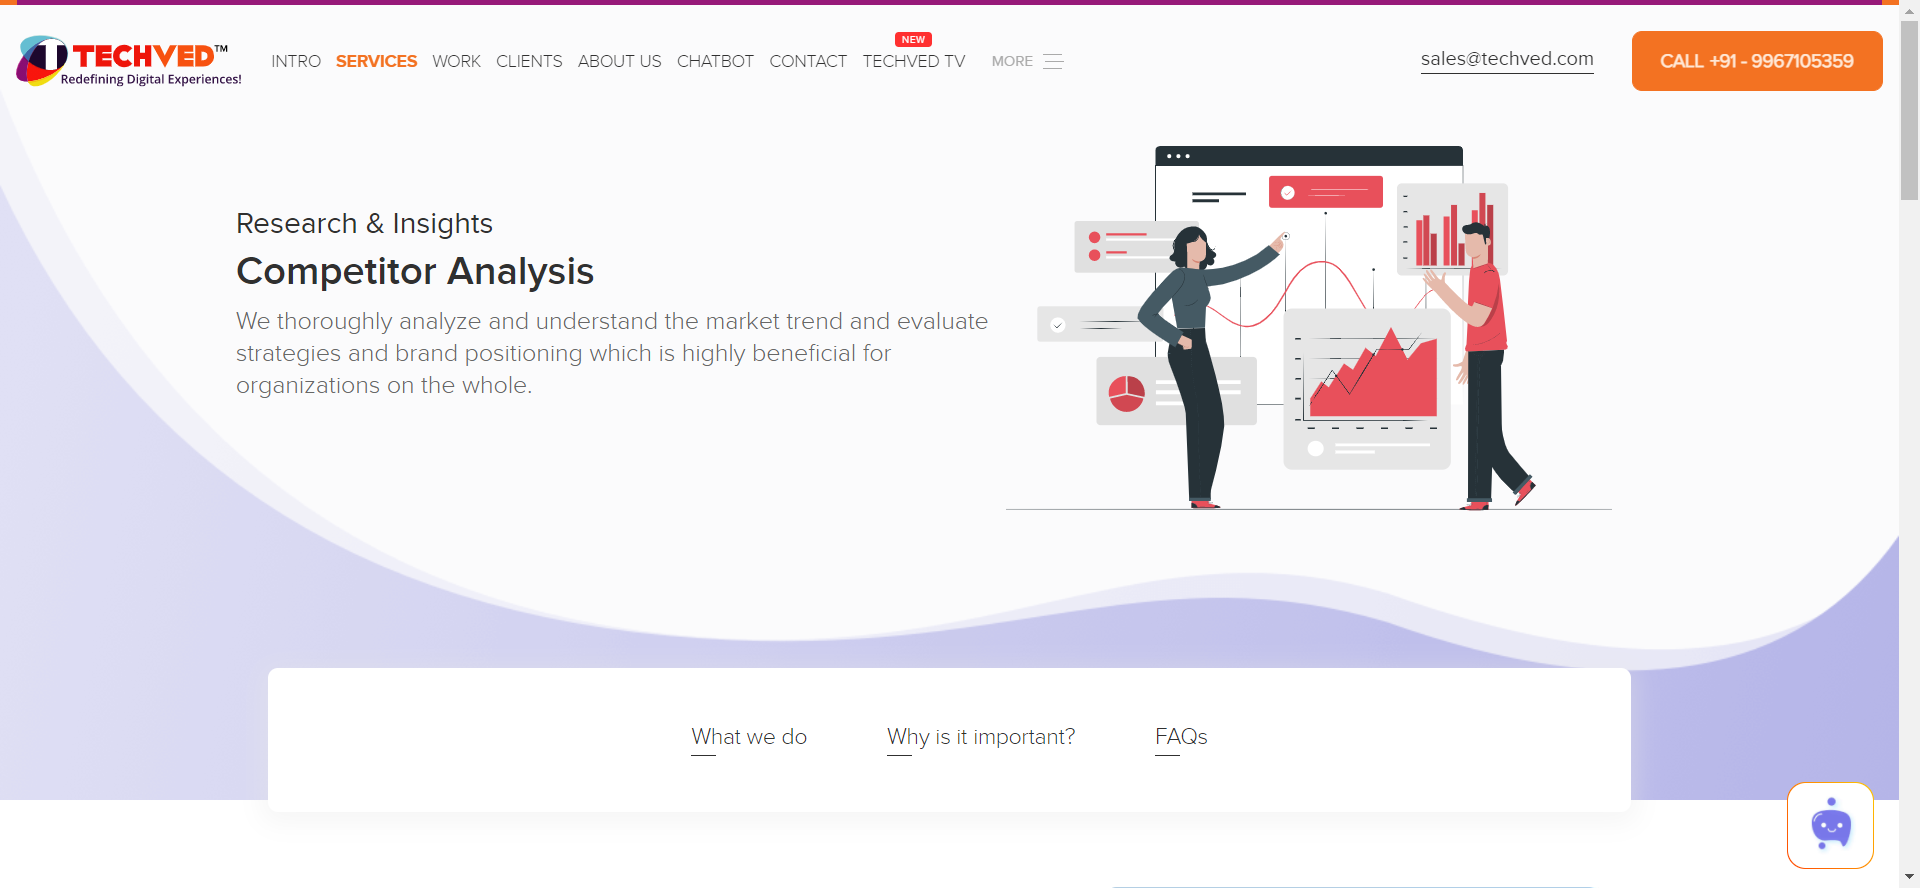 TECHVED™
Redefining Digital Experiences!
INTRO SERVICES WORK CLIENTS ABOUT US CHATBOT CONTACT TECHVED TV MORE
NEW
sales@techved.com
CALL +91 - 9967105359
Research & Insights
Competitor Analysis
We thoroughly analyze and understand the market trend and evaluate
strategies and brand positioning which is highly beneficial for
organizations on the whole.
What we do Why is it important? FAQs